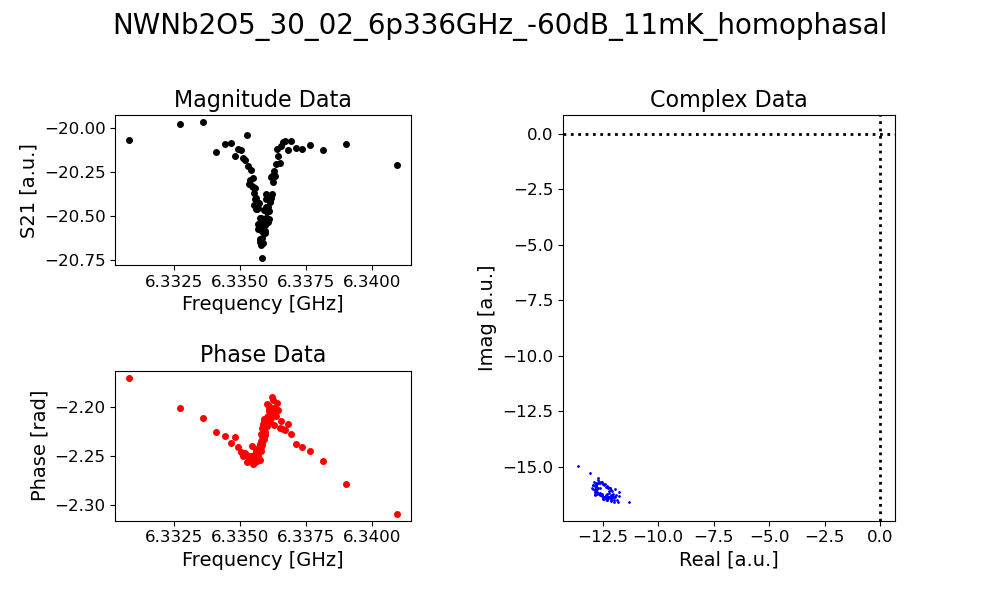 NWNb2O5_30_02_6p336GHz_-60dB_11mK_homophasal
Magnitude Data
−20.00
−20.25
−20.50
−20.75
S21 [a.u.]
6.3325 6.3350 6.3375 6.3400
Frequency [GHz]
Phase Data
−2.20
−2.25
−2.30
Phase [rad]
6.3325 6.3350 6.3375 6.3400
Frequency [GHz]
Complex Data
0.0
−2.5
−5.0
−7.5
−10.0
−12.5
−15.0
Imag [a.u.]
−12.5 −10.0 −7.5 −5.0 −2.5 0.0
Real [a.u.]